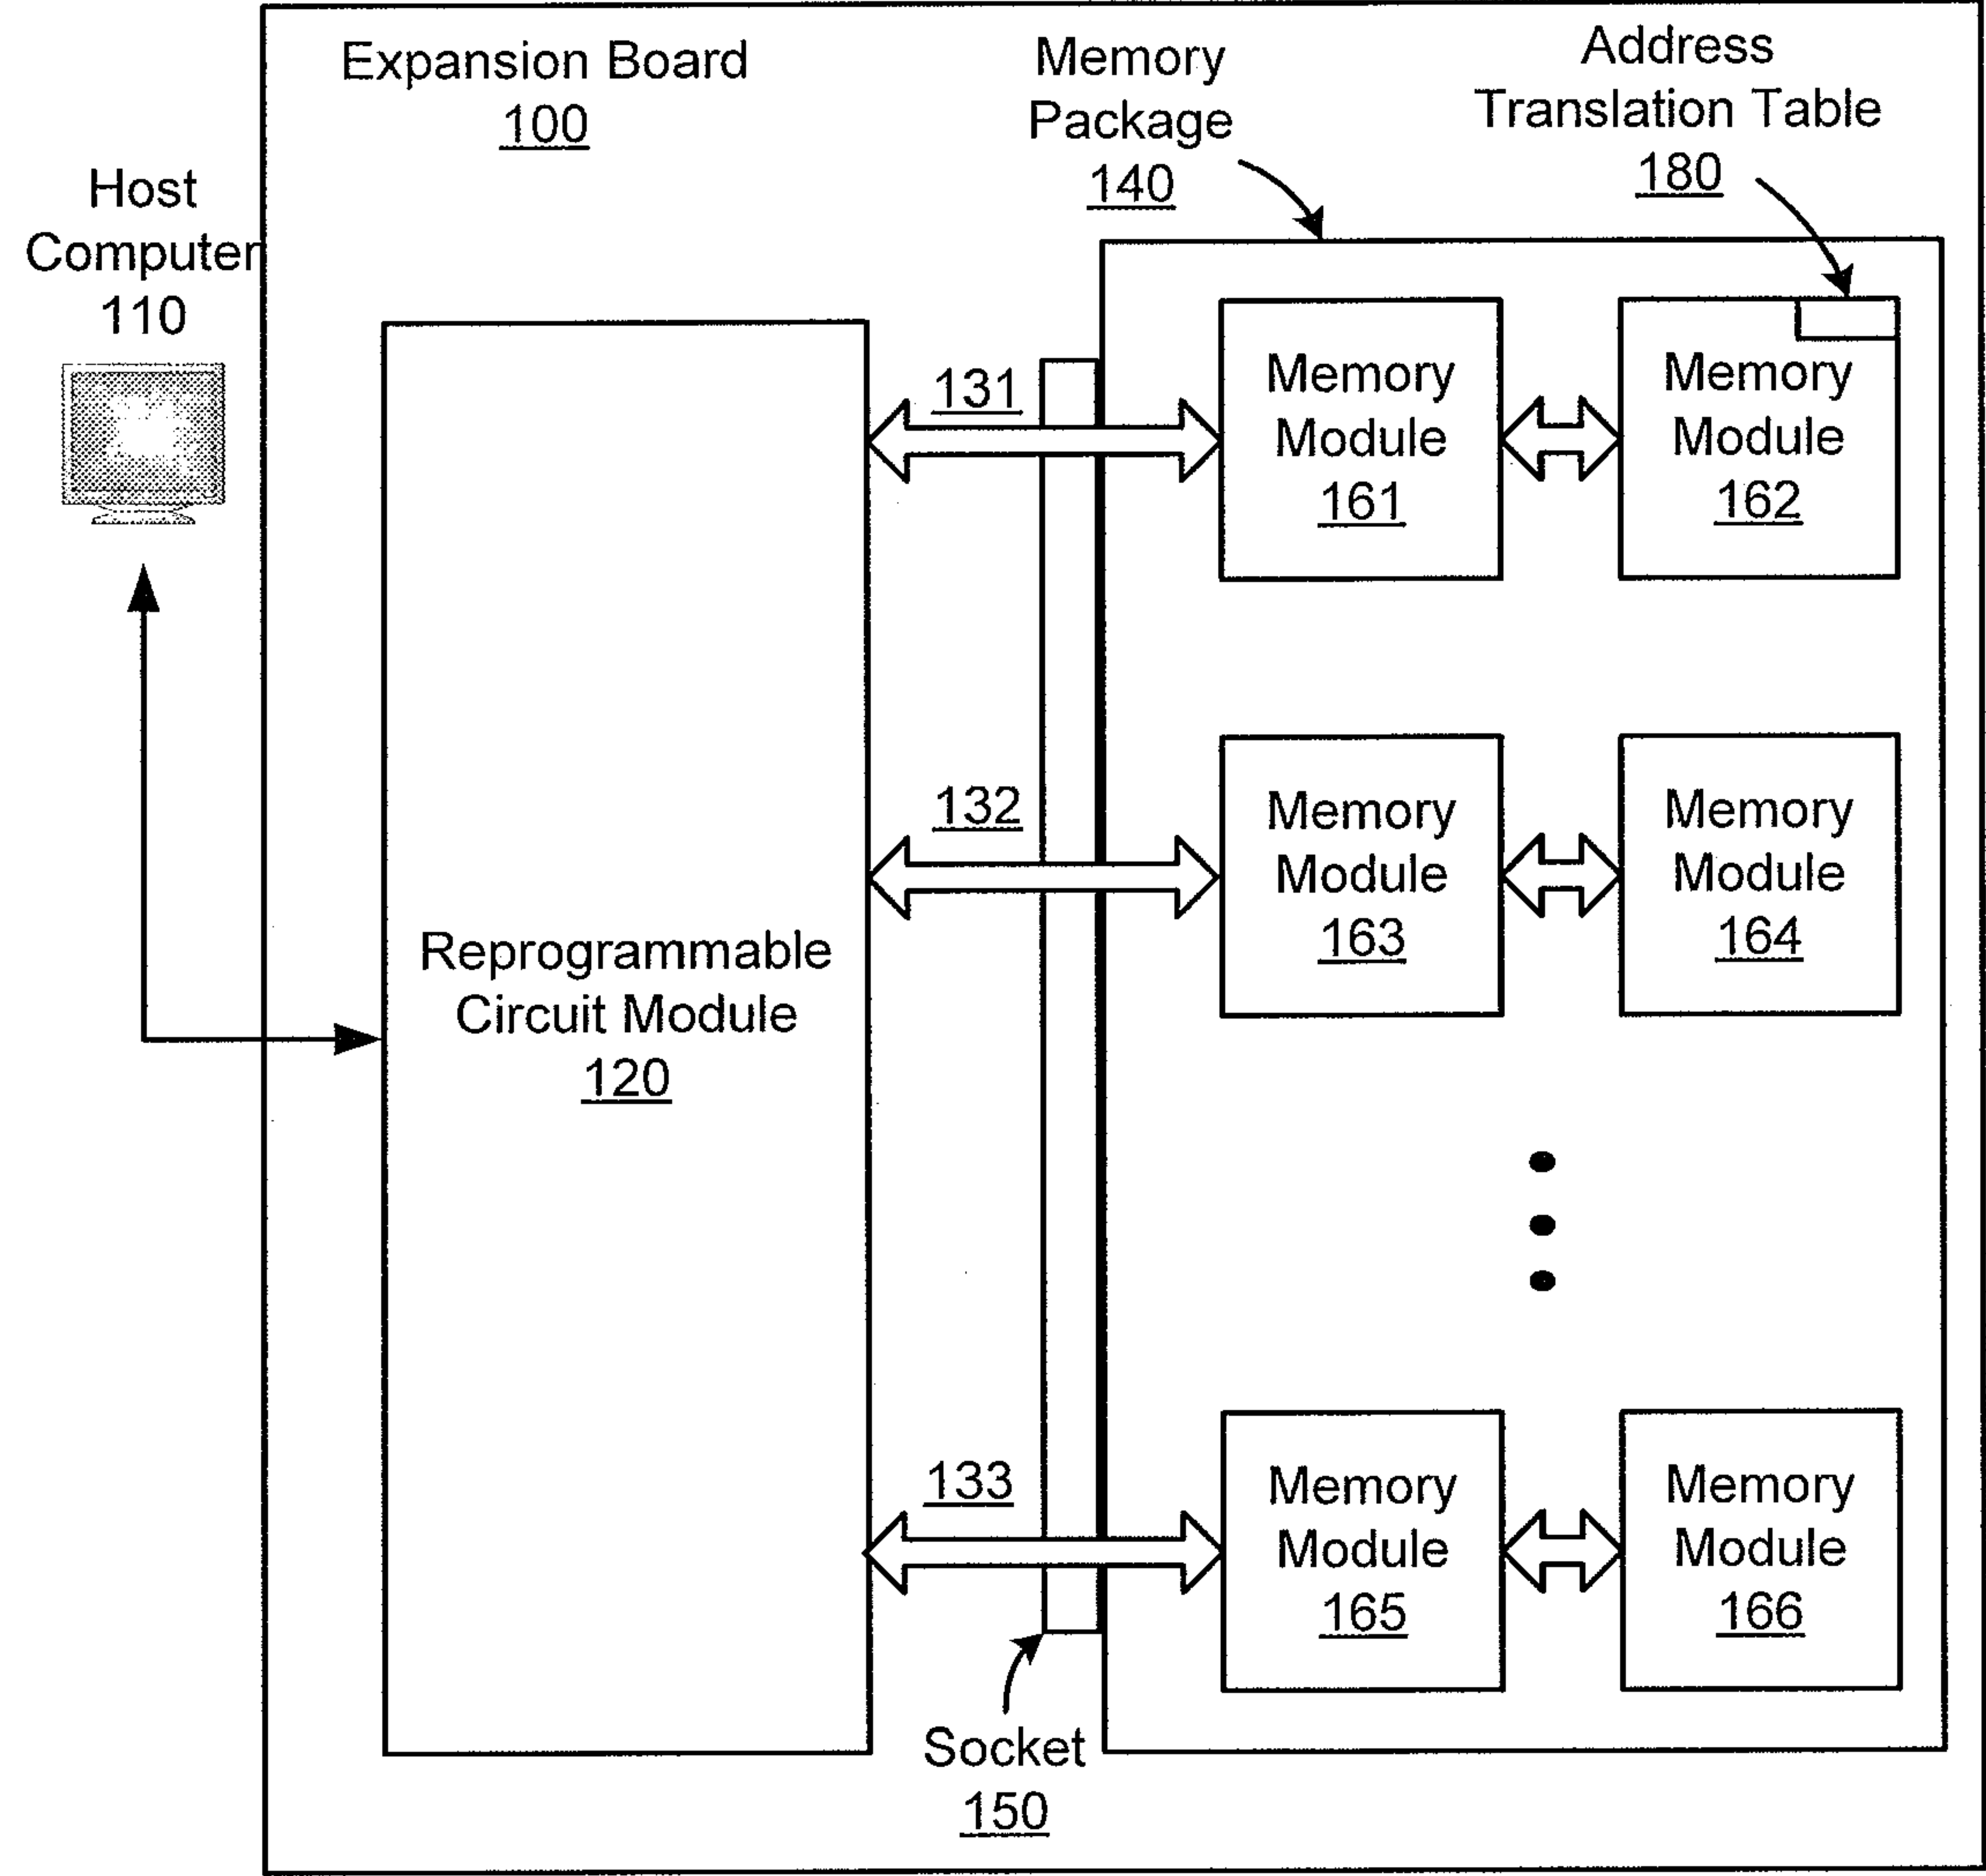 Expansion Board
100
Memory
Package
140
Address
Translation Table
180
Host
Computer
110
131
Memory
Module
161
Memory
Module
162
132
Memory
Module
163
Memory
Module
164
Reprogrammable
Circuit Module
120
133
Memory
Module
165
Memory
Module
166
Socket
150